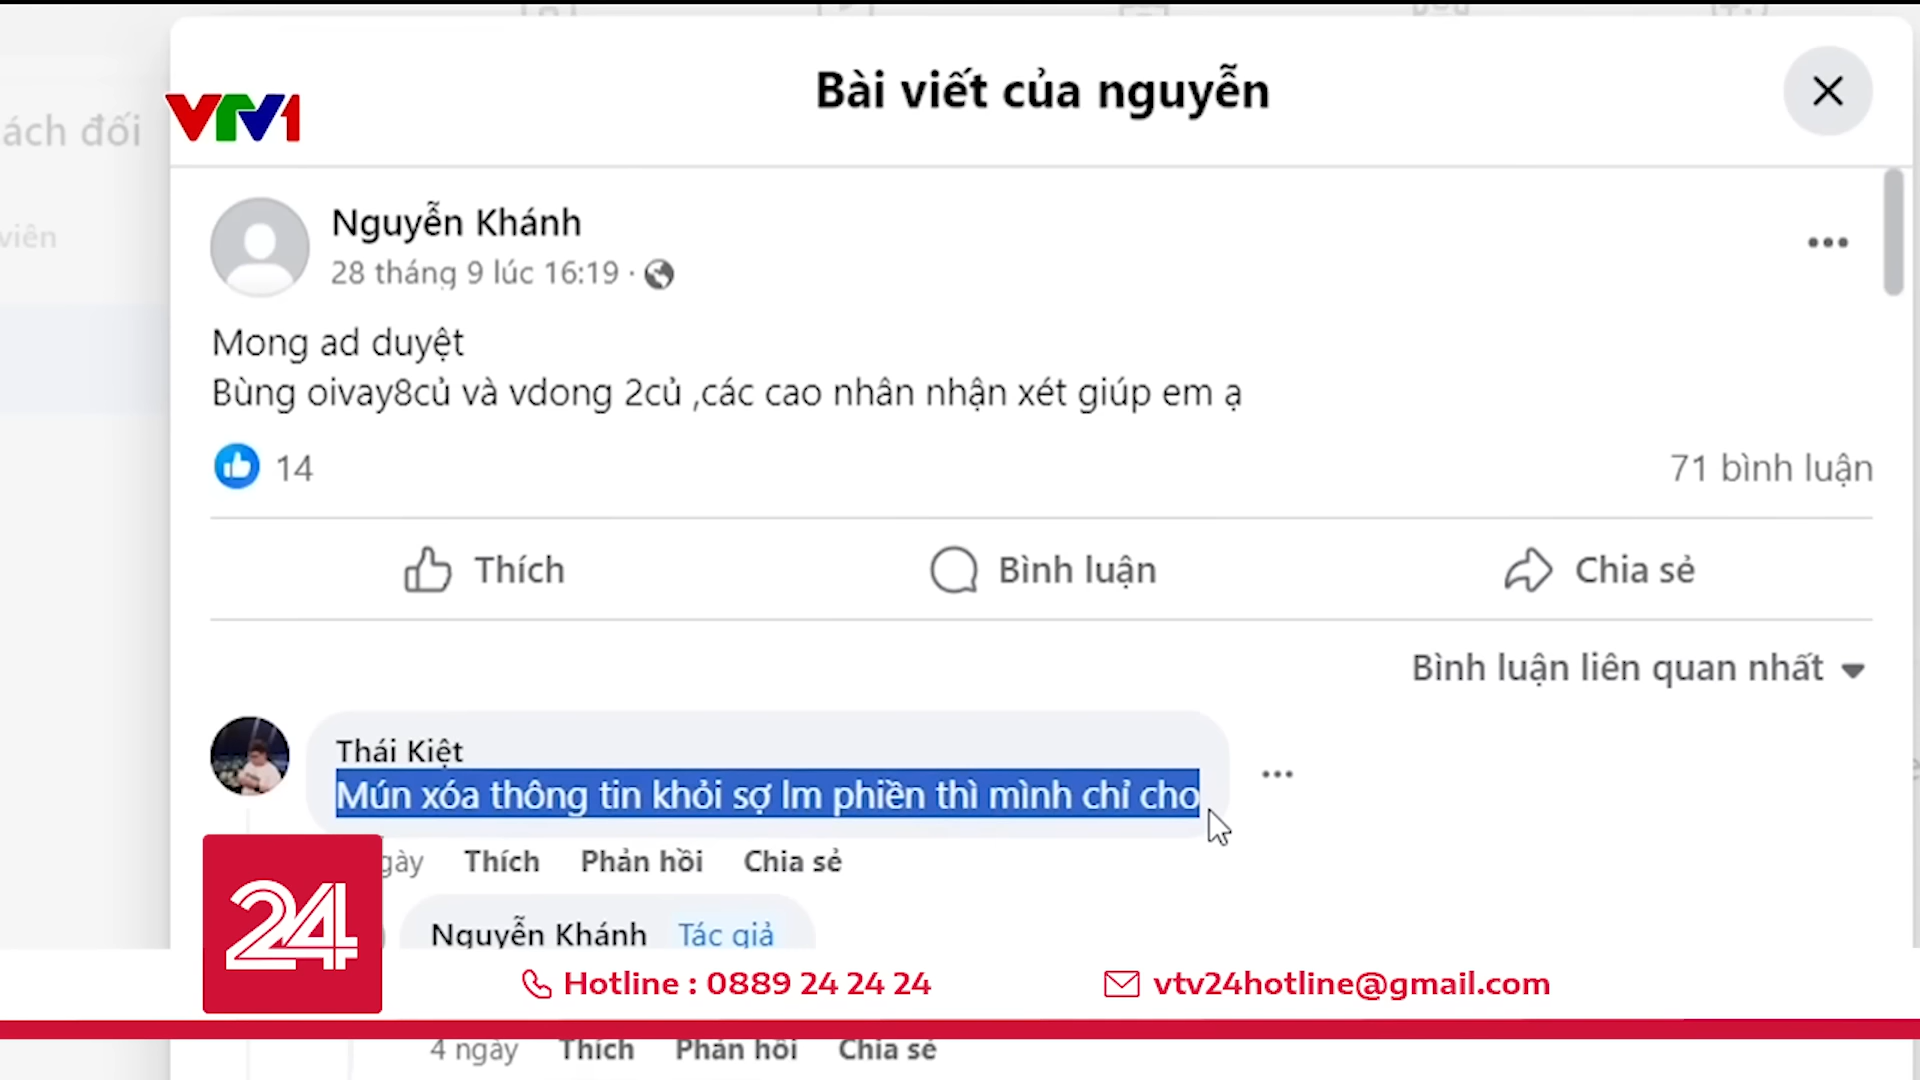 Bài viết của nguyễn
VTV1
ách đối
viên
Nguyễn Khánh
28 tháng 9 lúc 16:19 ·
Mong ad duyệt
Bùng oivay8củ và vdong 2củ ,các cao nhân nhận xét giúp em ạ
14
71 bình luận
Thích
Bình luận
Chia sẻ
Bình luận liên quan nhất
Thái Kiệt
Mún xóa thông tin khỏi sợ lm phiền thì mình chỉ cho
gày Thích Phản hồi Chia sẻ
Nguyễn Khánh Tác giả
24
Hotline : 0889 24 24 24
vtv24hotline@gmail.com
4 ngày Thích Phản hồi Chia sẻ